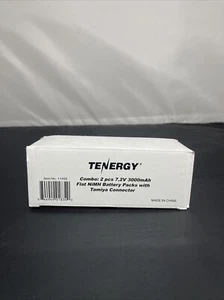 TENERGY
Combo: 2 pcs 7.2V 3000mAh
Flat NiMH Battery Packs with
Tamiya Connector
MADE IN CHINA